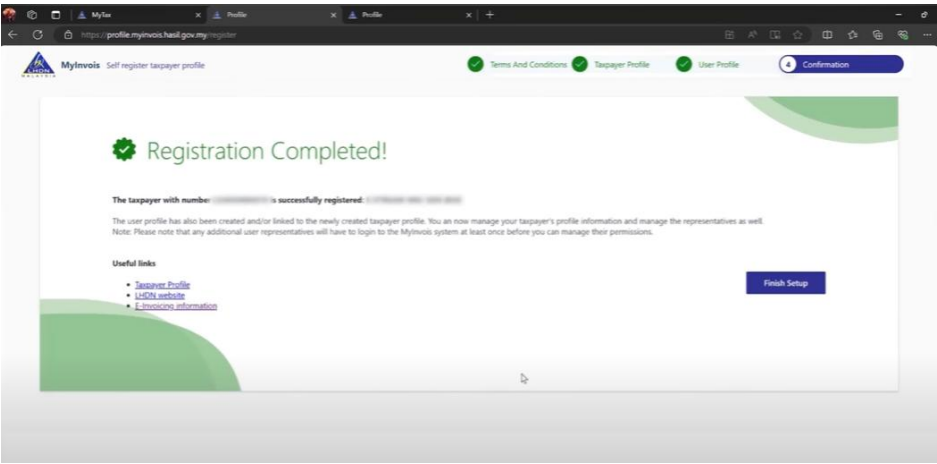 MyTax
Profile
Profile
https://profile.myinvois.hasil.gov.my/register
LHDN
MALAYSIA
MyInvois Self register taxpayer profile
Terms And Conditions
Taxpayer Profile
User Profile
4 Confirmation
Registration Completed!
The taxpayer with number is successfully registered:
The user profile has also been created and/or linked to the newly created taxpayer profile. You an now manage your taxpayer's profile information and manage the representatives as well.
Note: Please note that any additional user representatives will have to login to the MyInvois system at least once before you can manage their permissions.
Useful links
Taxpayer Profile
LHDN website
E-Invoicing information
Finish Setup